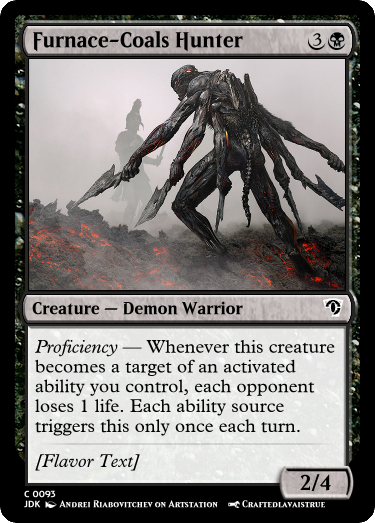 Furnace-Coals Hunter 3
Creature — Demon Warrior
Proficiency — Whenever this creature
becomes a target of an activated
ability you control, each opponent
loses 1 life. Each ability source
triggers this only once each turn.
[Flavor Text]
2/4
C 0093
JDK Andrei Riabovitchev on Artstation Craftedlavaistrue